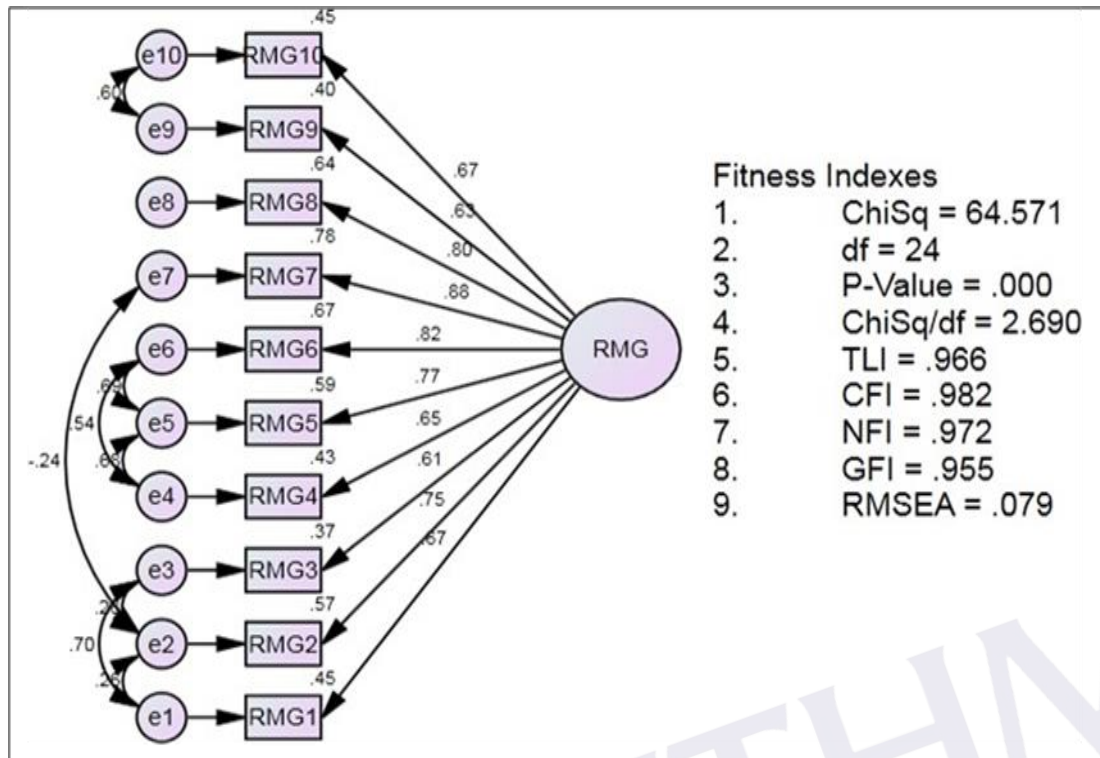 .45
e10 RMG10
.60
.40
e9 RMG9
.67
.64
.63
e8 RMG8
.78
.80
e7 RMG7
.88
.67
e6 RMG6
.82
RMG
.59
.77
e5 RMG5
.54
.65
-.24
.43
e4 RMG4
.61
.37
.75
e3 RMG3
.67
.57
.70
e2 RMG2
.45
e1 RMG1
Fitness Indexes
1. ChiSq = 64.571
2. df = 24
3. P-Value = .000
4. ChiSq/df = 2.690
5. TLI = .966
6. CFI = .982
7. NFI = .972
8. GFI = .955
9. RMSEA = .079